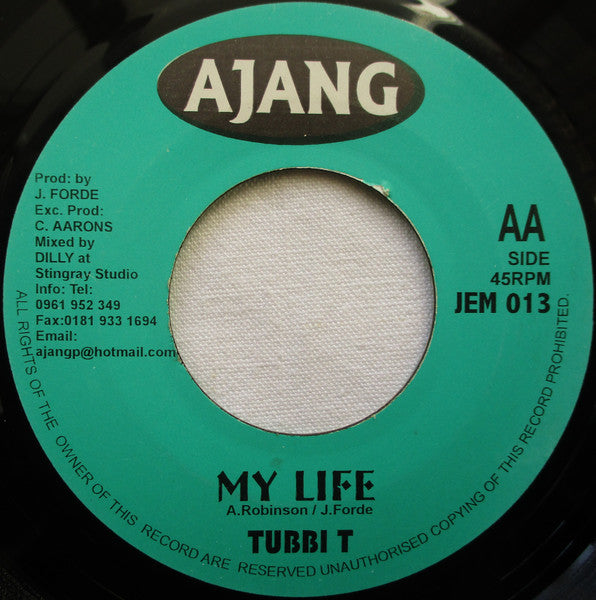 AJANG
Prod: by
J. FORDE
Exc. Prod:
C. AARONS
Mixed by
DILLY at
Stingray Studio
Info: Tel:
0961 952 349
Fax:0181 933 1694
Email:
ajangp@hotmail.com
AA
SIDE
45RPM
JEM 013
MY LIFE
A.Robinson / J.Forde
TUBBI T
ALL RIGHTS OF THE OWNER OF THIS RECORD ARE RESERVED UNAUTHORISED COPYING OF THIS RECORD PROHIBITED.